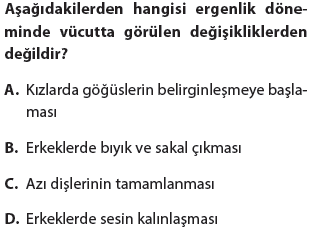 Aşağıdakilerden hangisi ergenlik döne-
minde vücutta görülen değişikliklerden
değildir?
A. Kızlarda göğüslerin belirginleşmeye başla-
ması
B. Erkeklerde bıyık ve sakal çıkması
C. Azı dişlerinin tamamlanması
D. Erkeklerde sesin kalınlaşması